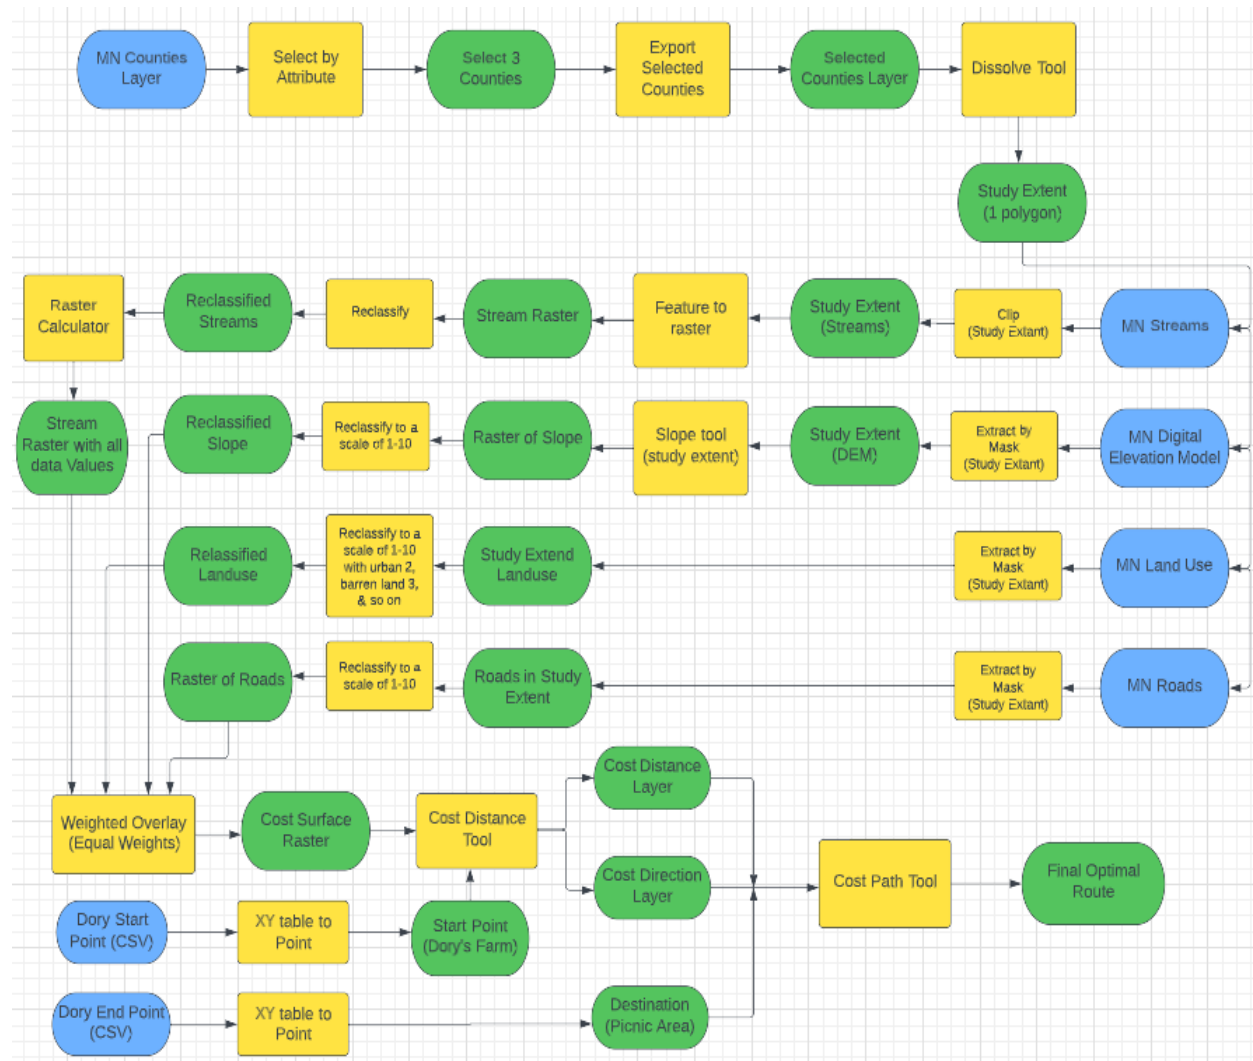 MN Counties
Layer
Select by
Attribute
Select 3
Counties
Export
Selected
Counties
Selected
Counties Layer
Dissolve Tool
Study Extent
(1 polygon)
Raster
Calculator
Reclassified
Streams
Reclassify
Stream Raster
Feature to
raster
Study Extent
(Streams)
Clip
(Study Extant)
MN Streams
Stream
Raster with all
data Values
Reclassified
Slope
Reclassify to a
scale of 1-10
Raster of Slope
Slope tool
(study extent)
Study Extent
(DEM)
Extract by
Mask
(Study Extant)
MN Digital
Elevation Model
Relassified
Landuse
Reclassify to a
scale of 1-10
with urban 2,
barren land 3,
& so on
Study Extend
Landuse
Extract by
Mask
(Study Extant)
MN Land Use
Raster of Roads
Reclassify to a
scale of 1-10
Roads in Study
Extent
Extract by
Mask
(Study Extant)
MN Roads
Weighted Overlay
(Equal Weights)
Cost Surface
Raster
Cost Distance
Tool
Cost Distance
Layer
Cost Direction
Layer
Cost Path Tool
Final Optimal
Route
Dory Start
Point (CSV)
XY table to
Point
Start Point
(Dory's Farm)
Dory End Point
(CSV)
XY table to
Point
Destination
(Picnic Area)